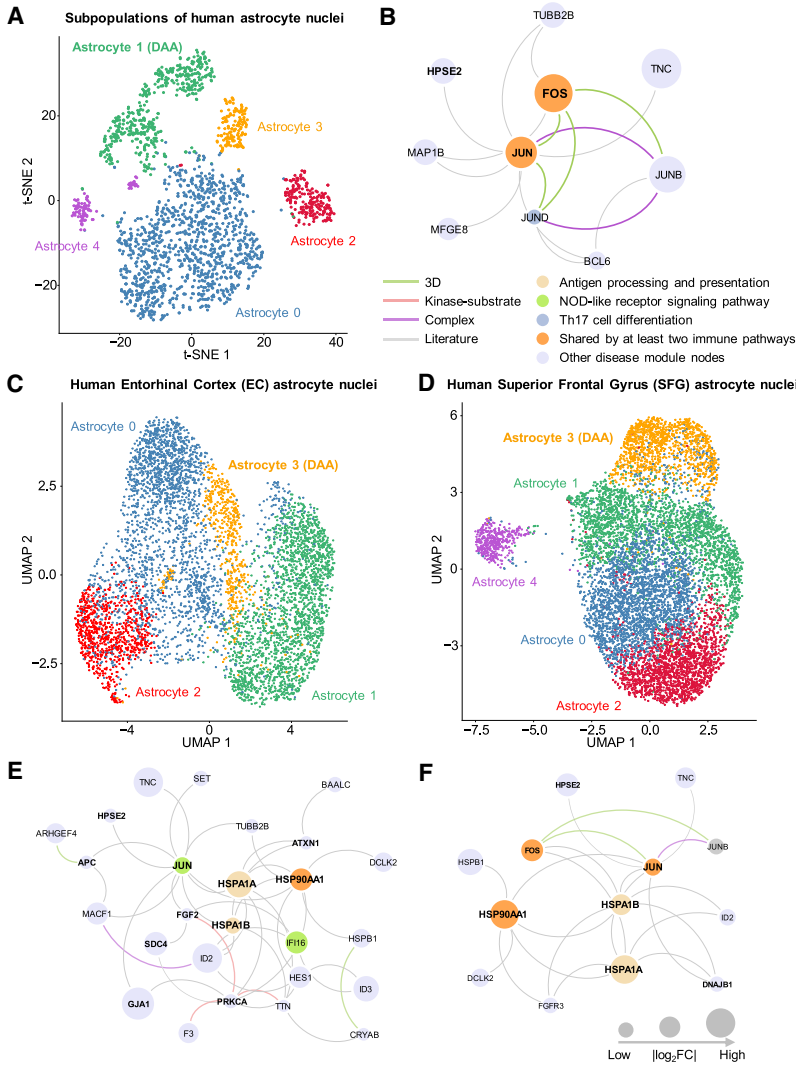 A
Subpopulations of human astrocyte nuclei
Astrocyte 1 (DAA)
Astrocyte 3
Astrocyte 4
Astrocyte 2
Astrocyte 0
t-SNE 2
20
0
−20
−20
0
20
40
t-SNE 1
B
TUBB2B
HPSE2
TNC
FOS
MAP1B
JUN
JUNB
MFGE8
JUND
BCL6
3D
Kinase-substrate
Complex
Literature
Antigen processing and presentation
NOD-like receptor signaling pathway
Th17 cell differentiation
Shared by at least two immune pathways
Other disease module nodes
C
Human Entorhinal Cortex (EC) astrocyte nuclei
Astrocyte 0
Astrocyte 3 (DAA)
Astrocyte 2
Astrocyte 1
UMAP 2
2.5
0.0
−2.5
−4
0
4
UMAP 1
D
Human Superior Frontal Gyrus (SFG) astrocyte nuclei
Astrocyte 3 (DAA)
Astrocyte 1
Astrocyte 4
Astrocyte 0
Astrocyte 2
UMAP 2
6
3
0
−3
−7.5
−5.0
−2.5
0.0
2.5
UMAP 1
E
TNC
SET
BAALC
HPSE2
ARHGEF4
TUBB2B
ATXN1
APC
JUN
DCLK2
HSPA1A
HSP90AA1
MACF1
FGF2
HSPA1B
SDC4
IFI16
HSPB1
ID2
HES1
ID3
GJA1
PRKCA
TTN
F3
CRYAB
F
HPSE2
TNC
FOS
JUNB
HSPB1
JUN
HSP90AA1
HSPA1B
ID2
DCLK2
HSPA1A
DNAJB1
FGFR3
Low
|log2FC|
High